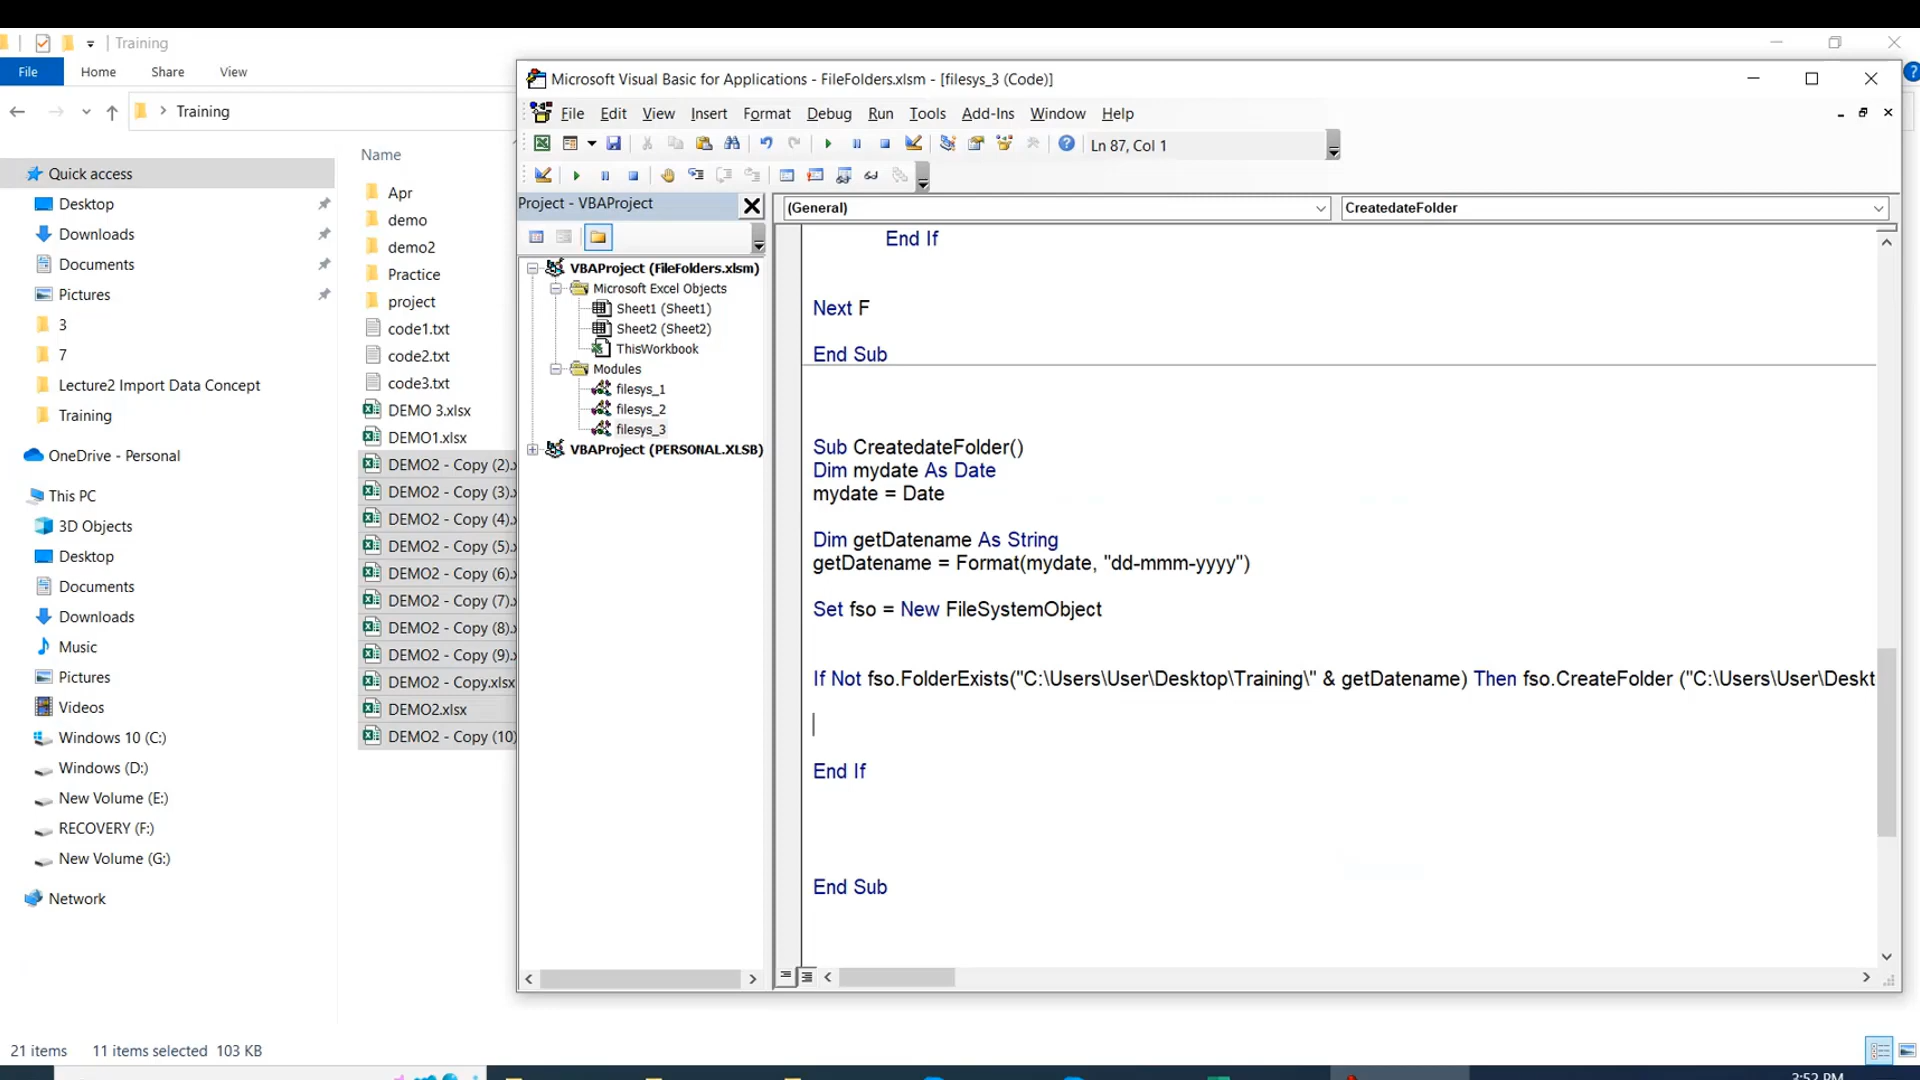 Training
File Home Share View
Training
Quick access
Desktop
Downloads
Documents
Pictures
3
7
Lecture2 Import Data Concept
Training
OneDrive - Personal
This PC
3D Objects
Desktop
Documents
Downloads
Music
Pictures
Videos
Windows 10 (C:)
Windows (D:)
New Volume (E:)
RECOVERY (F:)
New Volume (G:)
Network
Name
Apr
demo
demo2
Practice
project
code1.txt
code2.txt
code3.txt
DEMO 3.xlsx
DEMO1.xlsx
DEMO2 - Copy (2).x
DEMO2 - Copy (3).x
DEMO2 - Copy (4).x
DEMO2 - Copy (5).x
DEMO2 - Copy (6).x
DEMO2 - Copy (7).x
DEMO2 - Copy (8).x
DEMO2 - Copy (9).x
DEMO2 - Copy.xlsx
DEMO2.xlsx
DEMO2 - Copy (10)
21 items 11 items selected 103 KB
Microsoft Visual Basic for Applications - FileFolders.xlsm - [filesys_3 (Code)]
File Edit View Insert Format Debug Run Tools Add-Ins Window Help
Ln 87, Col 1
Project - VBAProject
VBAProject (FileFolders.xlsm)
Microsoft Excel Objects
Sheet1 (Sheet1)
Sheet2 (Sheet2)
ThisWorkbook
Modules
filesys_1
filesys_2
filesys_3
VBAProject (PERSONAL.XLSB)
(General) CreatedateFolder
End If
Next F
End Sub
Sub CreatedateFolder()
Dim mydate As Date
mydate = Date
Dim getDatename As String
getDatename = Format(mydate, "dd-mmm-yyyy")
Set fso = New FileSystemObject
If Not fso.FolderExists("C:\Users\User\Desktop\Training\" & getDatename) Then fso.CreateFolder ("C:\Users\User\Deskt
End If
End Sub
3:52 PM